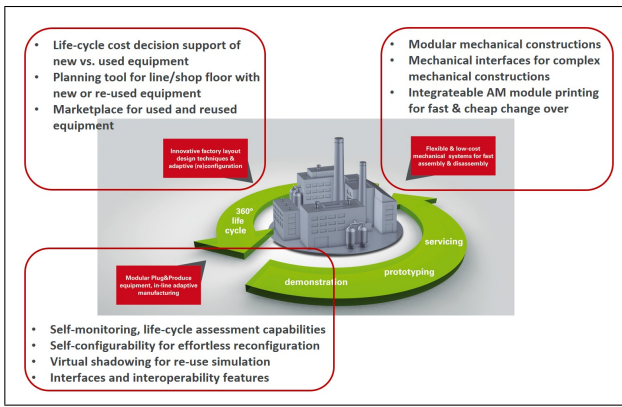 • Life-cycle cost decision support of
new vs. used equipment
• Planning tool for line/shop floor with
new or re-used equipment
• Marketplace for used and reused
equipment
• Modular mechanical constructions
• Mechanical interfaces for complex
mechanical constructions
• Integrateable AM module printing
for fast & cheap change over
Innovative factory layout
design techniques &
adaptive (re)configuration
Flexible & low-cost
mechanical systems for fast
assembly & disassembly
360º
life
cycle
servicing
prototyping
demonstration
Modular Plug&Produce
equipment, in-line adaptive
manufacturing
• Self-monitoring, life-cycle assessment capabilities
• Self-configurability for effortless reconfiguration
• Virtual shadowing for re-use simulation
• Interfaces and interoperability features